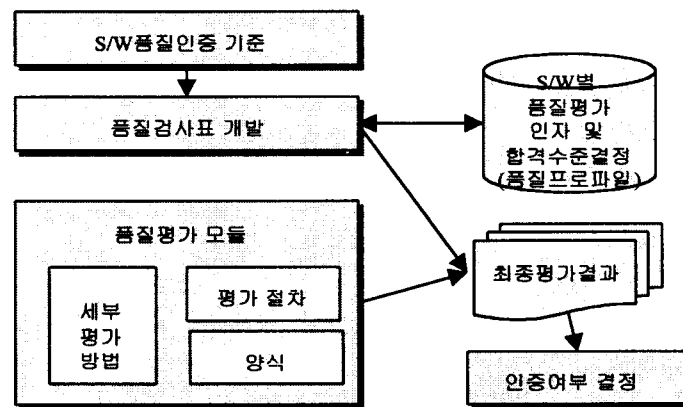 S/W품질인증 기준
품질검사표 개발
S/W별
품질평가
인자 및
합격수준결정
(품질프로파일)
품질평가 모듈
세부
평가
방법
평가 절차
양식
최종평가결과
인증여부 결정